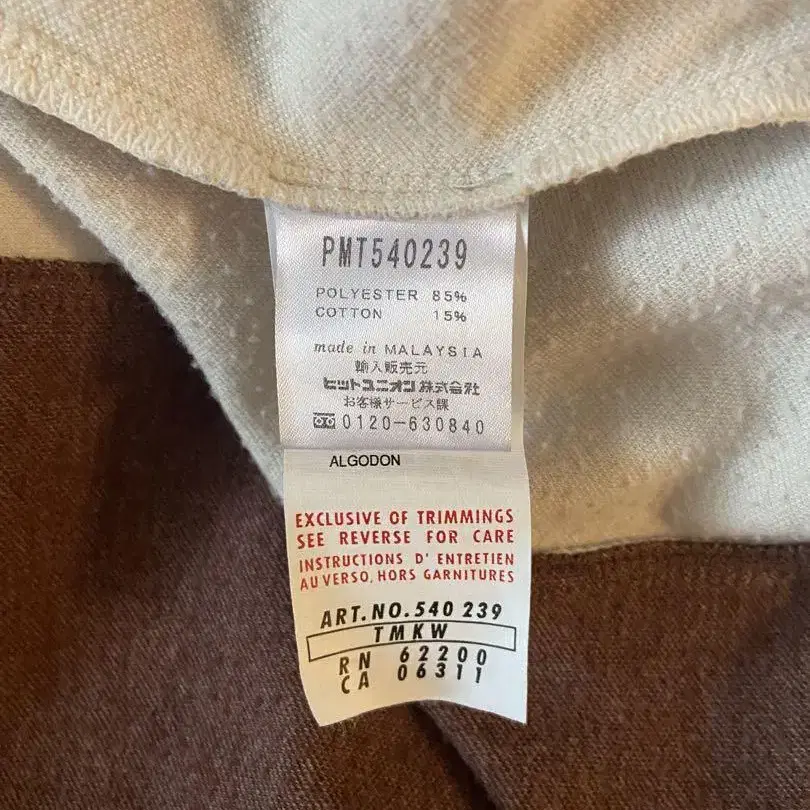 PMT540239
POLYESTER 85%
COTTON 15%
made in MALAYSIA
輸入販売元
ヒットユニオン株式会社
お客様サービス課
0120-630840
ALGODON
EXCLUSIVE OF TRIMMINGS
SEE REVERSE FOR CARE
INSTRUCTIONS D' ENTRETIEN
AU VERSO, HORS GARNITURES
ART.NO.540 239
TMKW
RN 62200
CA 06311